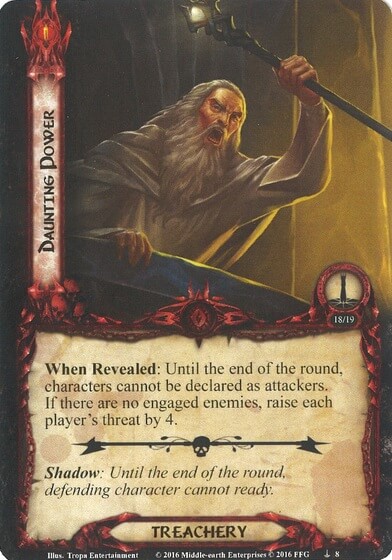 DAUNTING POWER
18/19
When Revealed: Until the end of the round,
characters cannot be declared as attackers.
If there are no engaged enemies, raise each
player's threat by 4.
Shadow: Until the end of the round,
defending character cannot ready.
TREACHERY
Illus. Tropa Entertainment © 2016 Middle-earth Enterprises © 2016 FFG 8